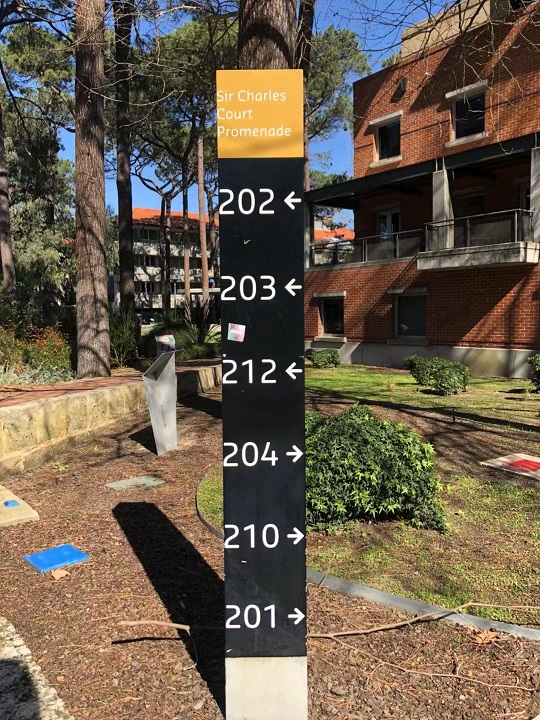 Sir Charles
Court
Promenade
202 ←
203 ←
212 ←
204 →
210 →
201 →